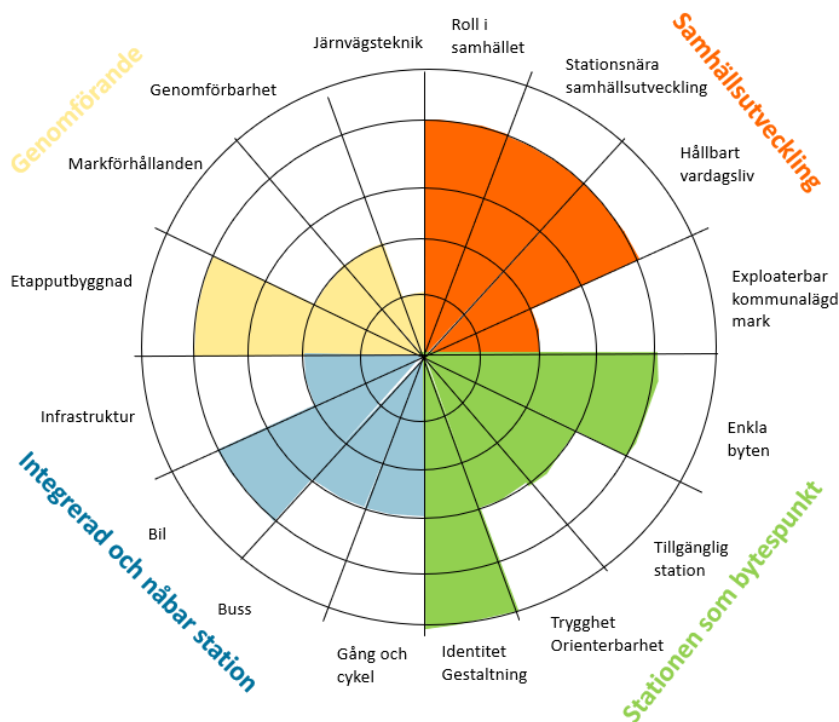 Samhällsutveckling
Roll i
samhället
Stationsnära
samhällsutveckling
Hållbart
vardagsliv
Exploaterbar
kommunalägd
mark
Stationen som bytespunkt
Enkla
byten
Tillgänglig
station
Trygghet
Orienterbarhet
Identitet
Gestaltning
Integrerad och nåbar station
Gång och
cykel
Buss
Bil
Infrastruktur
Genomförande
Etapputbyggnad
Markförhållanden
Genomförbarhet
Järnvägsteknik